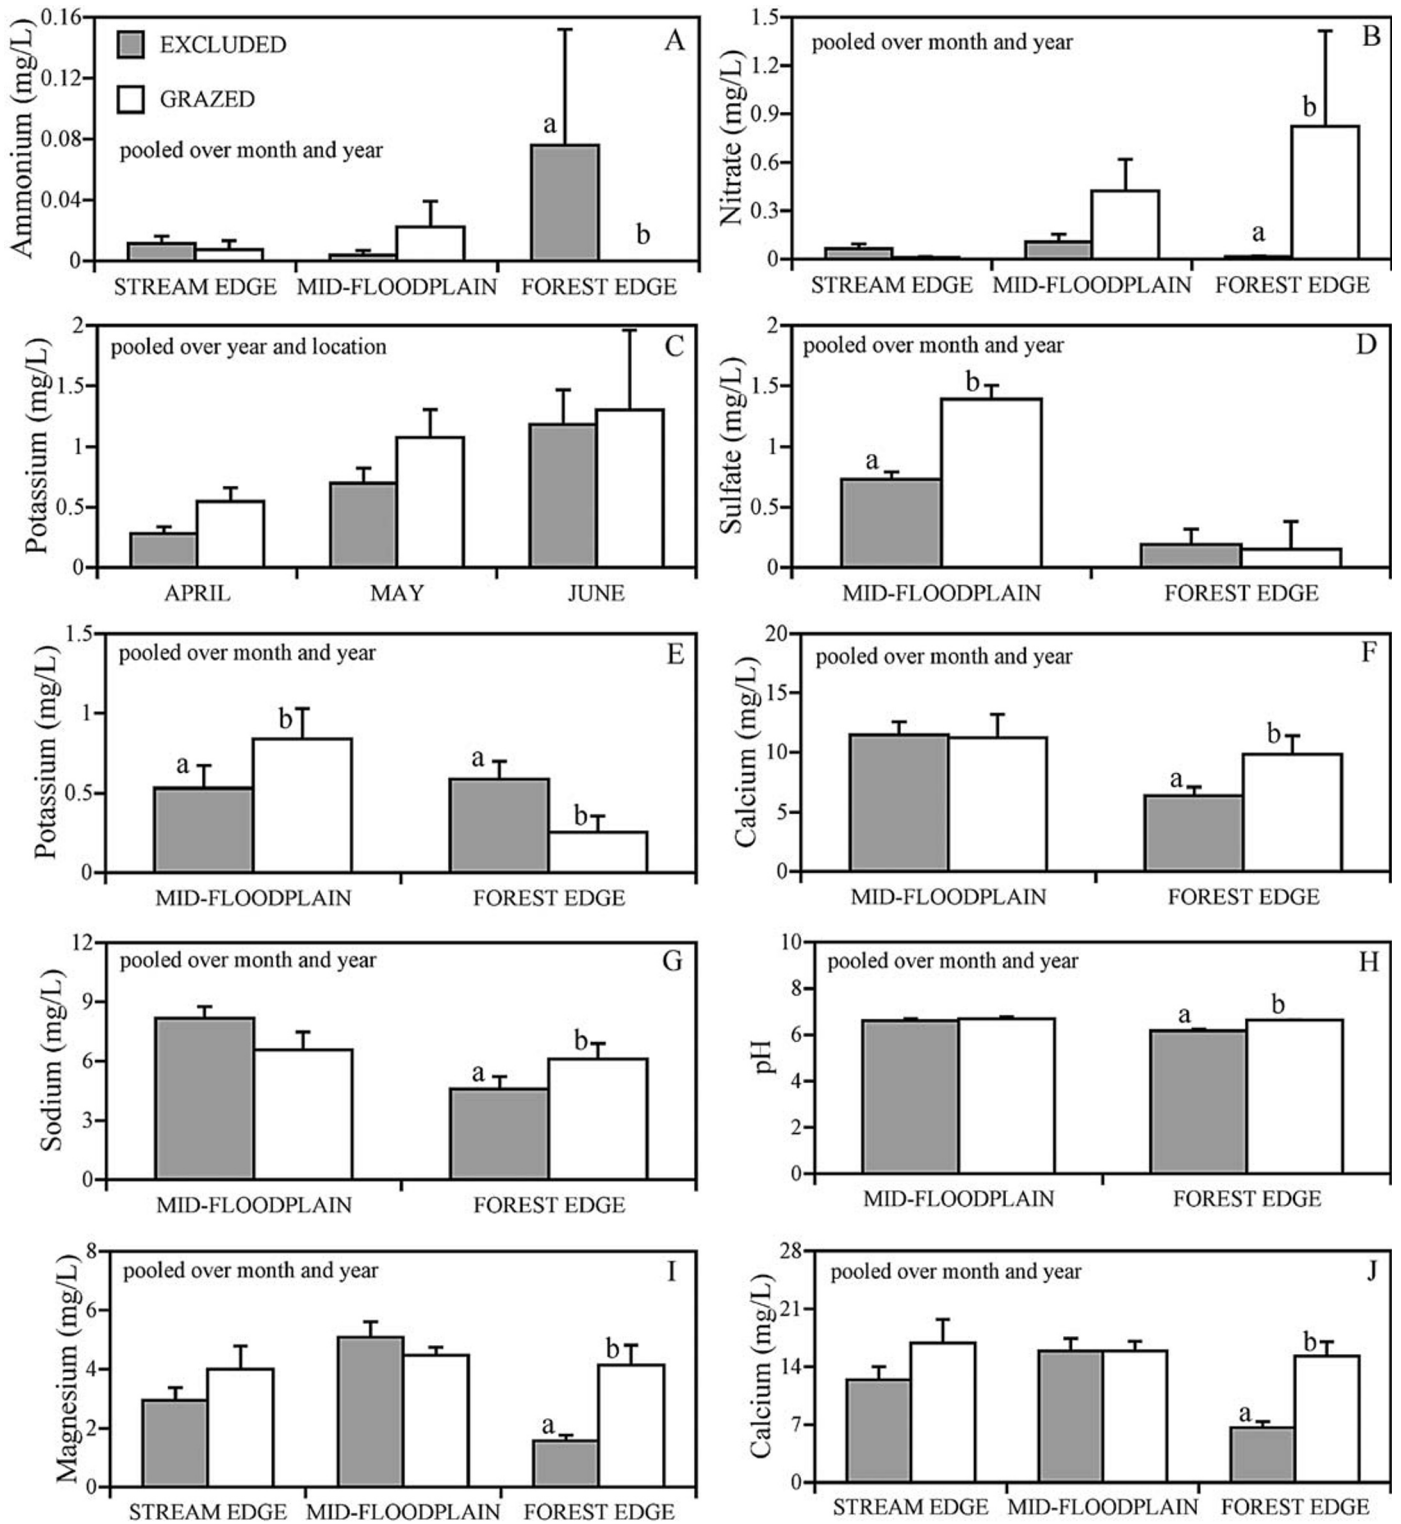 A
Ammonium (mg/L)
0.16
0.12
0.08
0.04
0
EXCLUDED
GRAZED
pooled over month and year
a
b
STREAM EDGE MID-FLOODPLAIN FOREST EDGE
B
Nitrate (mg/L)
1.5
1.2
0.9
0.6
0.3
0
pooled over month and year
a
b
STREAM EDGE MID-FLOODPLAIN FOREST EDGE
C
Potassium (mg/L)
2
1.5
1
0.5
0
pooled over year and location
APRIL MAY JUNE
D
Sulfate (mg/L)
2
1.5
1
0.5
0
pooled over month and year
a
b
MID-FLOODPLAIN FOREST EDGE
E
Potassium (mg/L)
1.5
1
0.5
0
pooled over month and year
a
b
a
b
MID-FLOODPLAIN FOREST EDGE
F
Calcium (mg/L)
20
15
10
5
0
pooled over month and year
a
b
MID-FLOODPLAIN FOREST EDGE
G
Sodium (mg/L)
12
9
6
3
0
pooled over month and year
a
b
MID-FLOODPLAIN FOREST EDGE
H
pH
10
8
6
4
2
0
pooled over month and year
a
b
MID-FLOODPLAIN FOREST EDGE
I
Magnesium (mg/L)
8
6
4
2
0
pooled over month and year
a
b
STREAM EDGE MID-FLOODPLAIN FOREST EDGE
J
Calcium (mg/L)
28
21
14
7
0
pooled over month and year
a
b
STREAM EDGE MID-FLOODPLAIN FOREST EDGE